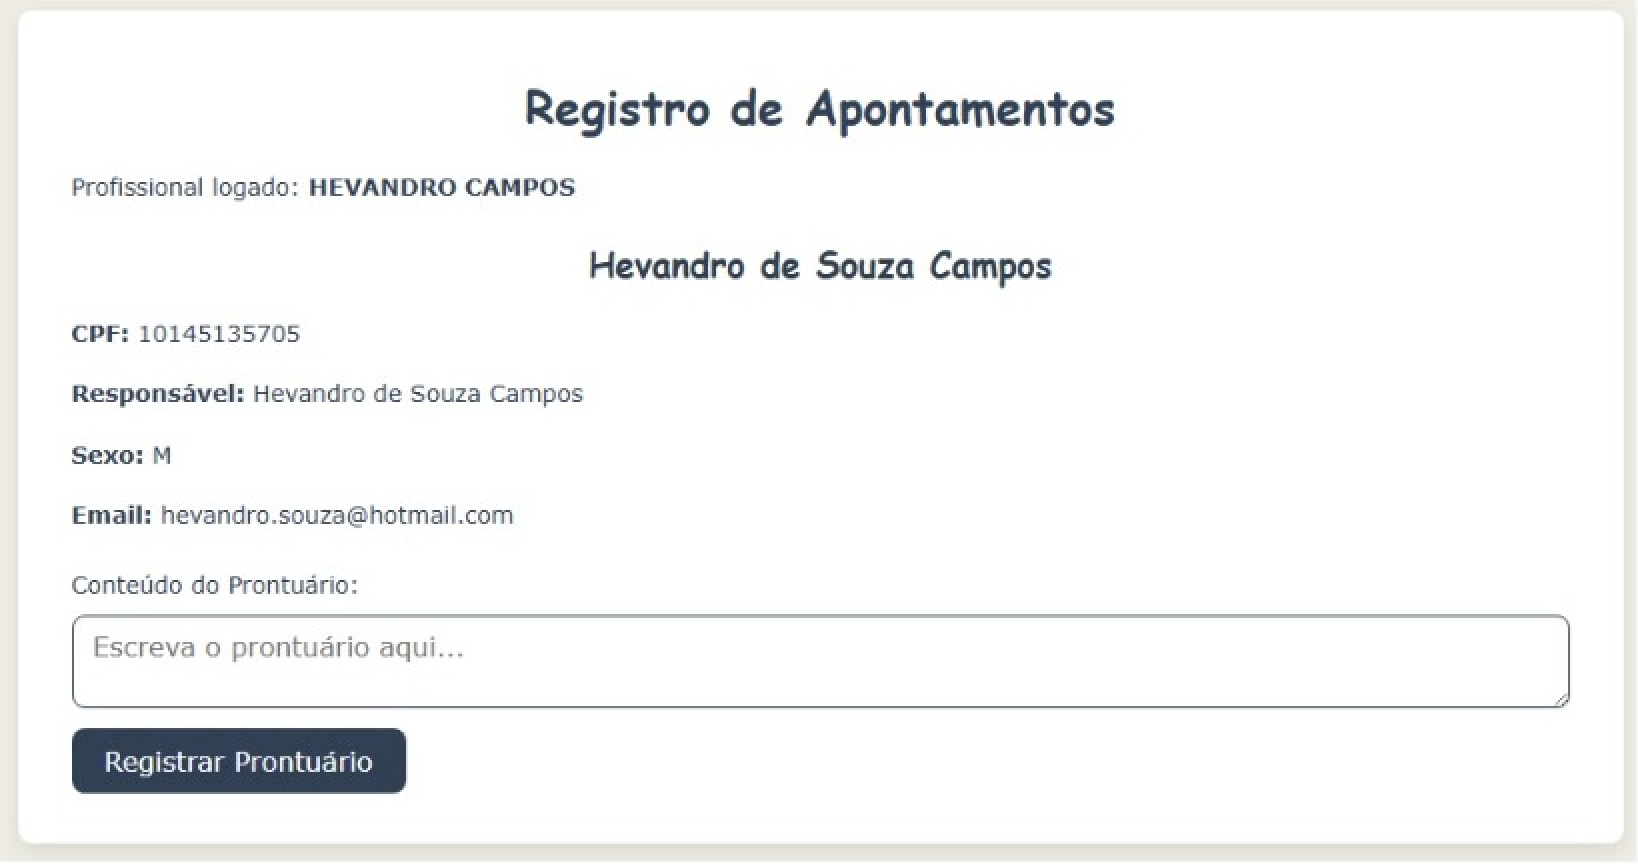 Registro de Apontamentos
Profissional logado: HEVANDRO CAMPOS
Hevandro de Souza Campos
CPF: 10145135705
Responsável: Hevandro de Souza Campos
Sexo: M
Email: hevandro.souza@hotmail.com
Conteúdo do Prontuário:
Escreva o prontuário aqui...
Registrar Prontuário